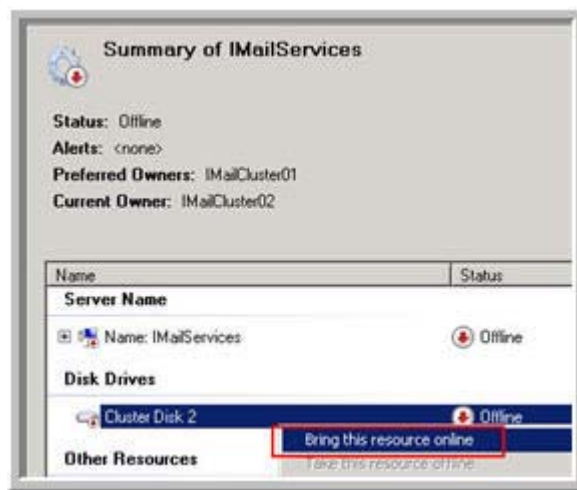 Summary of IMailServices
Status: Offline
Alerts: <none>
Preferred Owners: IMailCluster01
Current Owner: IMailCluster02
Name Status
Server Name
Name: IMailServices Offline
Disk Drives
Cluster Disk 2 Offline
Bring this resource online
Other Resources
Take this resource offline